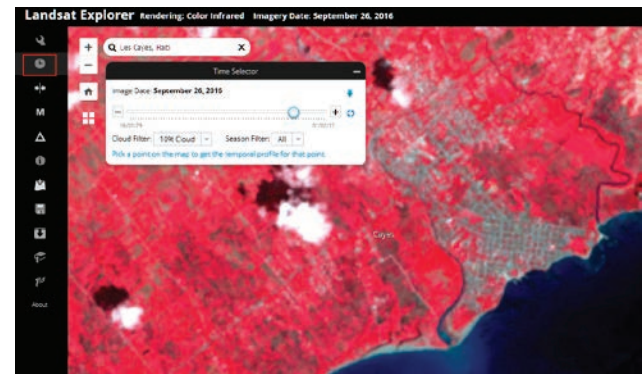 Landsat Explorer Rendering: Color Infrared Imagery Date: September 26, 2016
Les Cayes, Haiti X
Time Selector
Image Date: September 26, 2016
Cloud Filter: 10% Cloud Season Filter: All
Pick a point on the map to get the temporal profile for that point.
Cayes
M
About